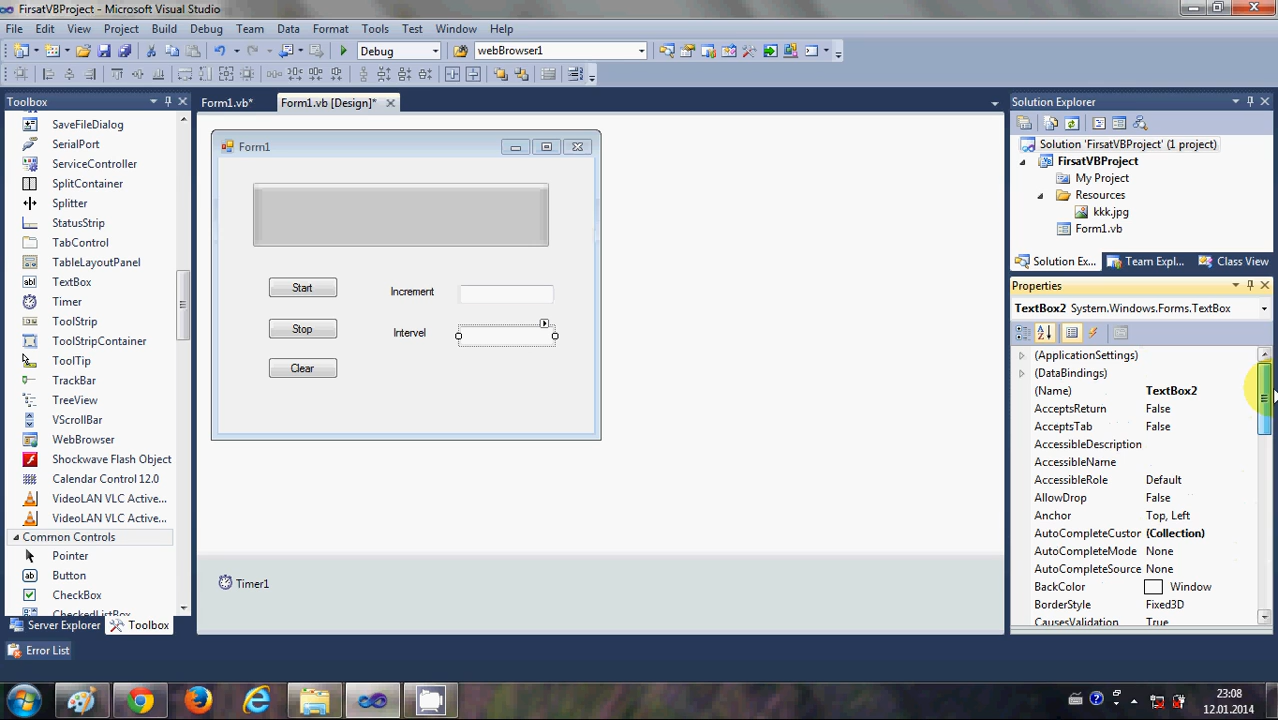 FirsatVBProject - Microsoft Visual Studio
File Edit View Project Build Debug Team Data Format Tools Test Window Help
Debug webBrowser1
Toolbox
SaveFileDialog
SerialPort
ServiceController
SplitContainer
Splitter
StatusStrip
TabControl
TableLayoutPanel
TextBox
Timer
ToolStrip
ToolStripContainer
ToolTip
TrackBar
TreeView
VScrollBar
WebBrowser
Shockwave Flash Object
Calendar Control 12.0
VideoLAN VLC Active...
VideoLAN VLC Active...
Common Controls
Pointer
Button
CheckBox
CheckedListBox
Server Explorer Toolbox
Error List
Form1.vb* Form1.vb [Design]*
Form1
Start
Stop
Clear
Increment
Intervel
Timer1
Solution Explorer
Solution 'FirsatVBProject' (1 project)
FirsatVBProject
My Project
Resources
kkk.jpg
Form1.vb
Solution Ex... Team Expl... Class View
Properties
TextBox2 System.Windows.Forms.TextBox
(ApplicationSettings)
(DataBindings)
(Name) TextBox2
AcceptsReturn False
AcceptsTab False
AccessibleDescription
AccessibleName
AccessibleRole Default
AllowDrop False
Anchor Top, Left
AutoCompleteCustor (Collection)
AutoCompleteMode None
AutoCompleteSource None
BackColor Window
BorderStyle Fixed3D
CausesValidation True
23:08
12.01.2014